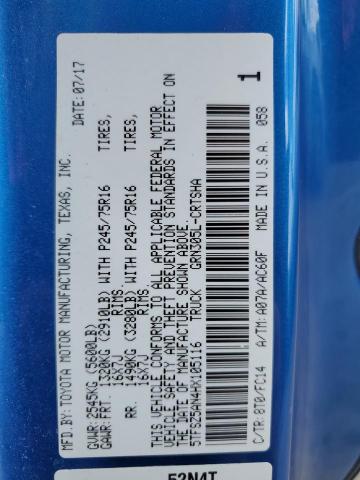 MFD. BY: TOYOTA MOTOR MANUFACTURING, TEXAS, INC. DATE: 07/17
GVWR: 2545KG (5600LB)
GAWR: FRT. 1320KG (2910LB) WITH P245/75R16 TIRES,
16X7J RIMS.
RR. 1490KG (3280LB) WITH P245/75R16 TIRES,
16X7J RIMS.
THIS VEHICLE CONFORMS TO ALL APPLICABLE FEDERAL MOTOR
VEHICLE SAFETY AND THEFT PREVENTION STANDARDS IN EFFECT ON
THE DATE OF MANUFACTURE SHOWN ABOVE.
5TFSZ5AN4HX105116 TRUCK GRN305L-CRTSHA
C/TR: 8T0/FC14 A/TM: A07A/AC60F MADE IN U.S.A. 058
1
52N4T